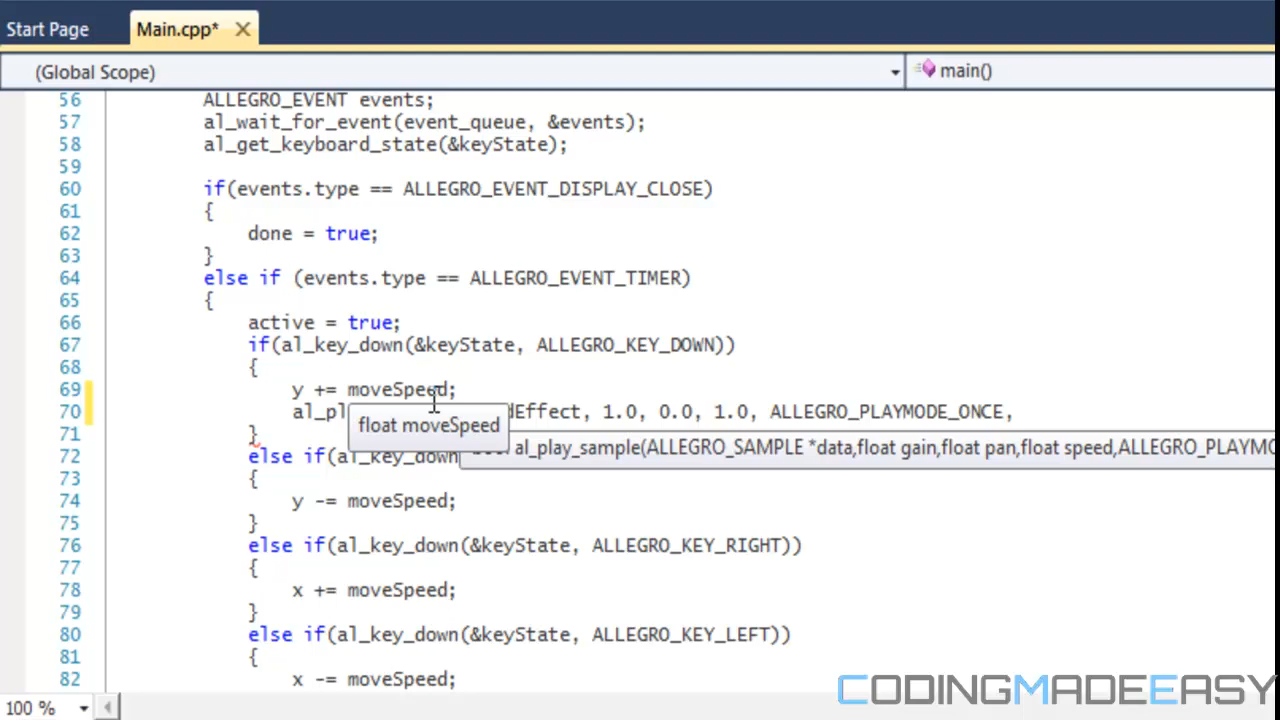 Start Page
Main.cpp*
(Global Scope)
main()
56 ALLEGRO_EVENT events;
57 al_wait_for_event(event_queue, &events);
58 al_get_keyboard_state(&keyState);
59
60 if(events.type == ALLEGRO_EVENT_DISPLAY_CLOSE)
61 {
62 done = true;
63 }
64 else if (events.type == ALLEGRO_EVENT_TIMER)
65 {
66 active = true;
67 if(al_key_down(&keyState, ALLEGRO_KEY_DOWN))
68 {
69 y += moveSpeed;
70 al_pl dEffect, 1.0, 0.0, 1.0, ALLEGRO_PLAYMODE_ONCE,
float moveSpeed
71 }
al_play_sample(ALLEGRO_SAMPLE *data,float gain,float pan,float speed,ALLEGRO_PLAYMO
72 else if(al_key_down
73 {
74 y -= moveSpeed;
75 }
76 else if(al_key_down(&keyState, ALLEGRO_KEY_RIGHT))
77 {
78 x += moveSpeed;
79 }
80 else if(al_key_down(&keyState, ALLEGRO_KEY_LEFT))
81 {
82 x -= moveSpeed;
100 %
CODINGMADEEASY